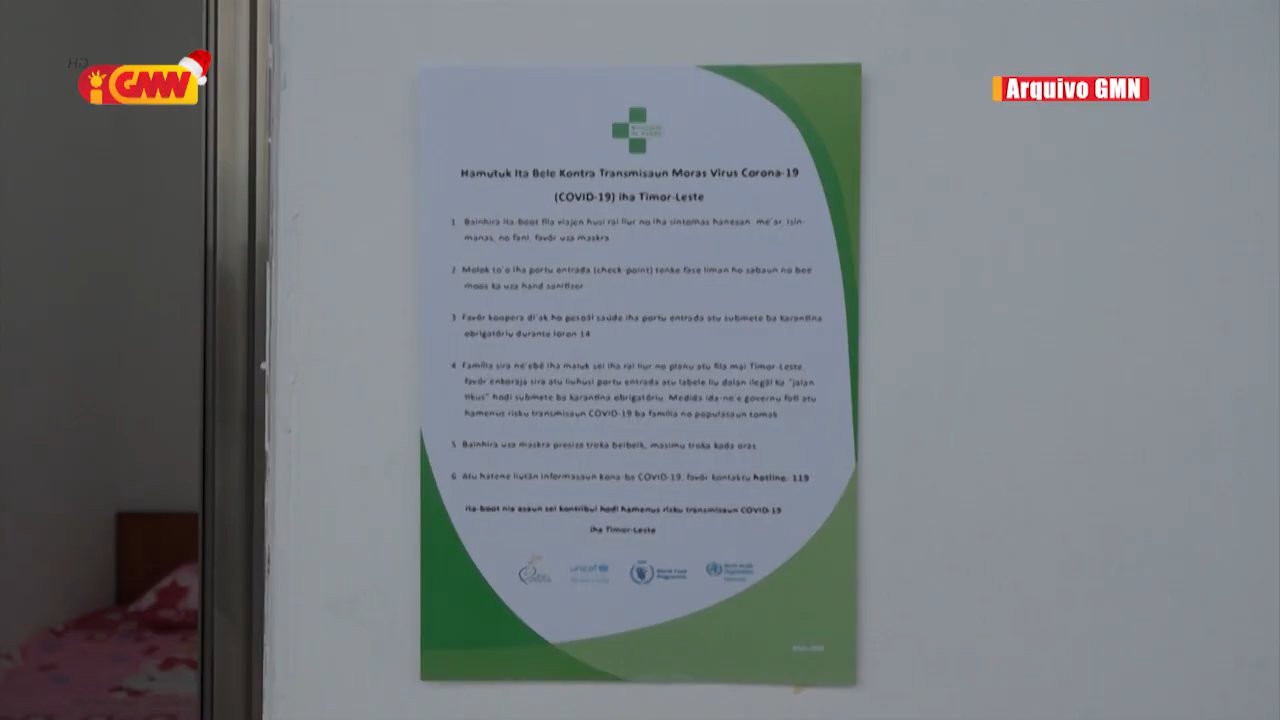 HD
GMN
Arquivo GMN
Hamutuk Ita Bele Kontra Transmisaun Moras Virus Corona-19
(COVID-19) iha Timor-Leste
1 Bainhira ita-boot fila viajen husi rai liur no iha sintomas hanesan me'ar, isin-
manas, no fani, favór uza maskra
2 Molok to'o iha portu entrada (check-point) tenke fase liman ho sabaun no bee
moos ka uza hand sanitizer
3 Favór koopera di'ak ho pesoál saúde iha portu entrada atu submete ba karantina
obrigatóriu durante loron 14
4 Família sira ne'ebé iha maluk sei iha rai liur no planu atu fila mai Timor-Leste,
favór enkoraja sira atu liuhusi portu entrada atu labele liu dalan ilegál ka "jalan
tikus" hodi submete ba karantina obrigatóriu. Medida ida-ne'e governu foti atu
hamenus risku transmisaun COVID-19 ba família no populasaun tomak
5 Bainhira uza maskra presiza troka beibeik, masimu troka kada oras
6 Atu hatene liután informasaun kona-ba COVID-19, favór kontaktu hotline: 119
Ita-boot nia asaun sei kontribui hodi hamenus risku transmisaun COVID-19
iha Timor-Leste
unicef
World Food
Programme
World Health
Organization